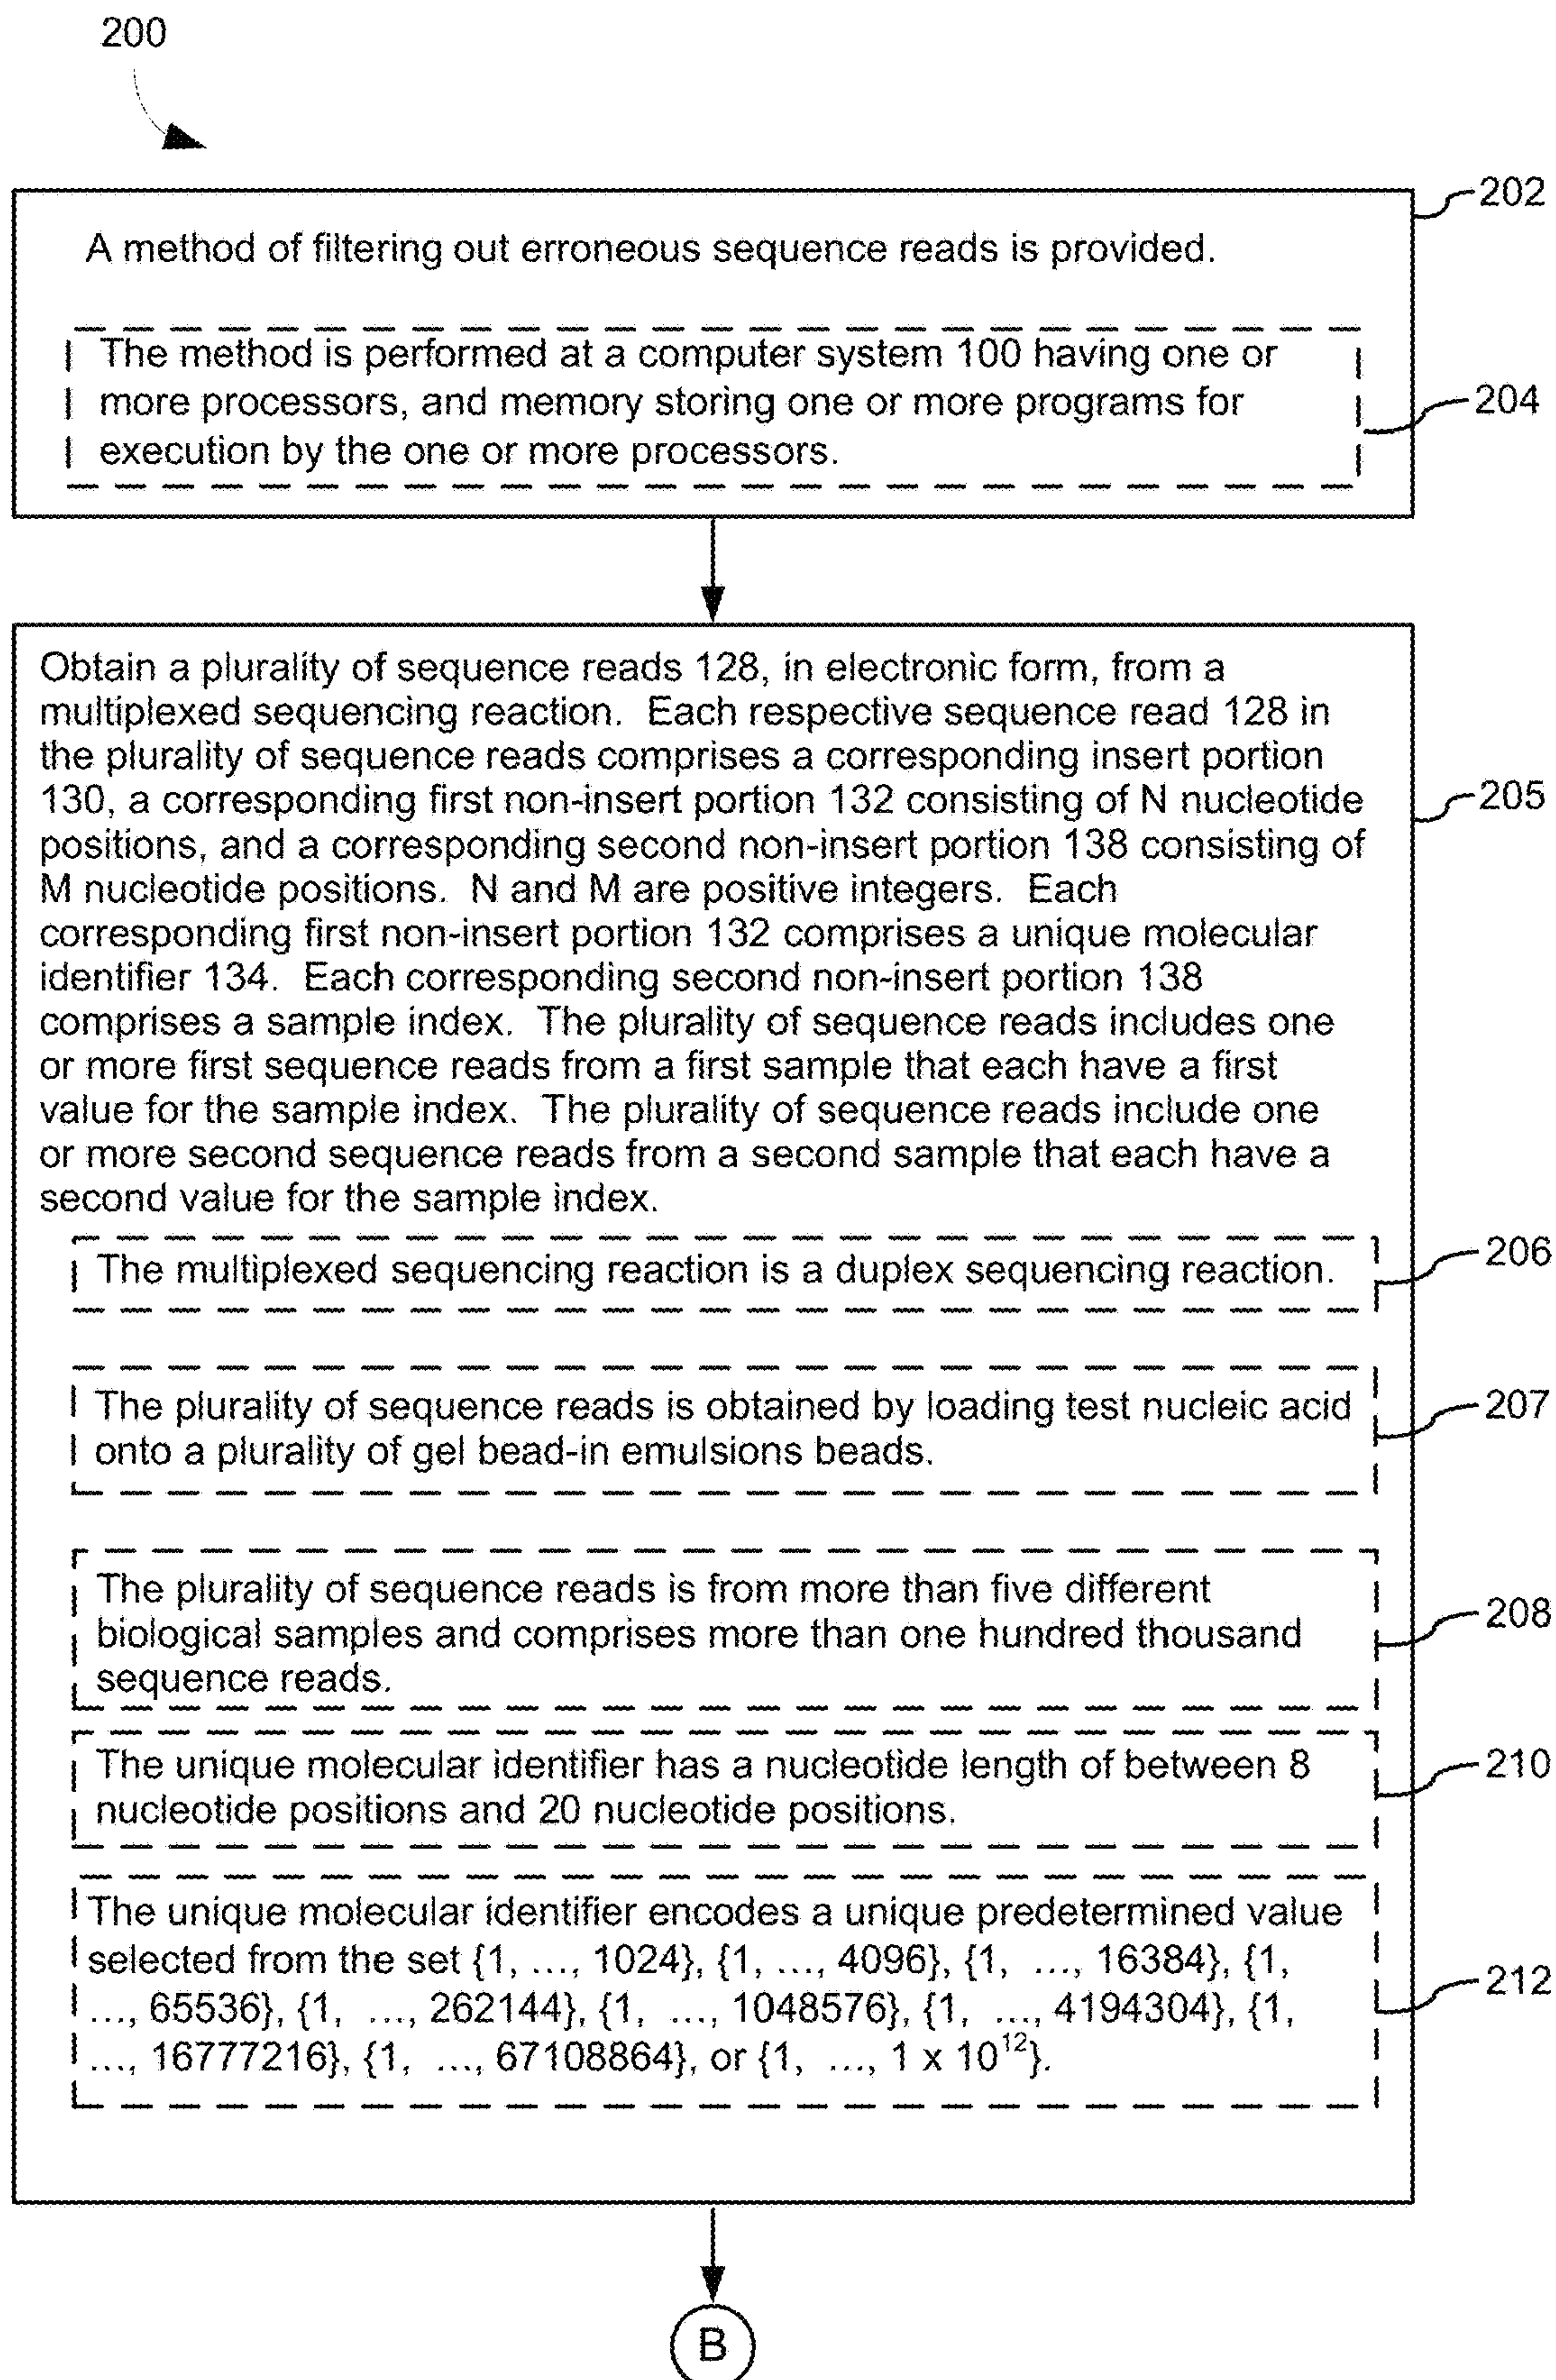 200
202
A method of filtering out erroneous sequence reads is provided.
The method is performed at a computer system 100 having one or
more processors, and memory storing one or more programs for
execution by the one or more processors.
204
Obtain a plurality of sequence reads 128, in electronic form, from a
multiplexed sequencing reaction. Each respective sequence read 128 in
the plurality of sequence reads comprises a corresponding insert portion
130, a corresponding first non-insert portion 132 consisting of N nucleotide
positions, and a corresponding second non-insert portion 138 consisting of
M nucleotide positions. N and M are positive integers. Each
corresponding first non-insert portion 132 comprises a unique molecular
identifier 134. Each corresponding second non-insert portion 138
comprises a sample index. The plurality of sequence reads includes one
or more first sequence reads from a first sample that each have a first
value for the sample index. The plurality of sequence reads include one
or more second sequence reads from a second sample that each have a
second value for the sample index.
205
The multiplexed sequencing reaction is a duplex sequencing reaction.
206
The plurality of sequence reads is obtained by loading test nucleic acid
onto a plurality of gel bead-in emulsions beads.
207
The plurality of sequence reads is from more than five different
biological samples and comprises more than one hundred thousand
sequence reads.
208
The unique molecular identifier has a nucleotide length of between 8
nucleotide positions and 20 nucleotide positions.
210
The unique molecular identifier encodes a unique predetermined value
selected from the set {1, ..., 1024}, {1, ..., 4096}, {1, ..., 16384}, {1,
..., 65536}, {1, ..., 262144}, {1, ..., 1048576}, {1, ..., 4194304}, {1,
..., 16777216}, {1, ..., 67108864}, or {1, ..., 1 x 10¹²}.
212
B